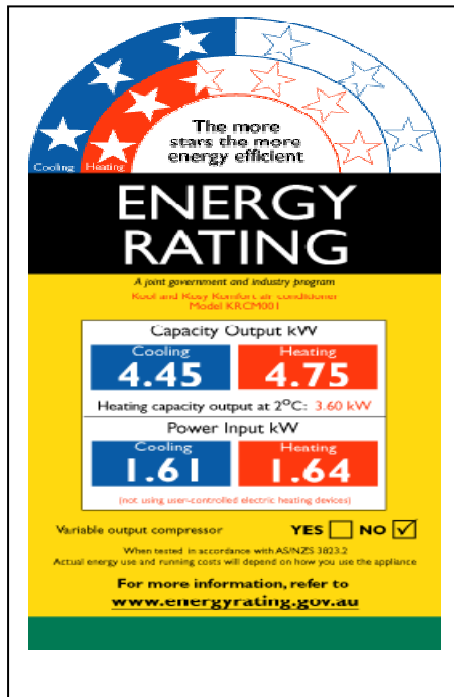 The more
stars the more
energy efficient
Cooling Heating
ENERGY
RATING
A joint government and industry program
Kool and Kosy Komfort air conditioner
Model KRCM001
Capacity Output kW
Cooling Heating
4.45 4.75
Heating capacity output at 2°C: 3.60 kW
Power Input kW
Cooling Heating
1.61 1.64
(not using user-controlled electric heating devices)
Variable output compressor YES NO
When tested in accordance with AS/NZS 3823.2
Actual energy use and running costs will depend on how you use the appliance
For more information, refer to
www.energyrating.gov.au